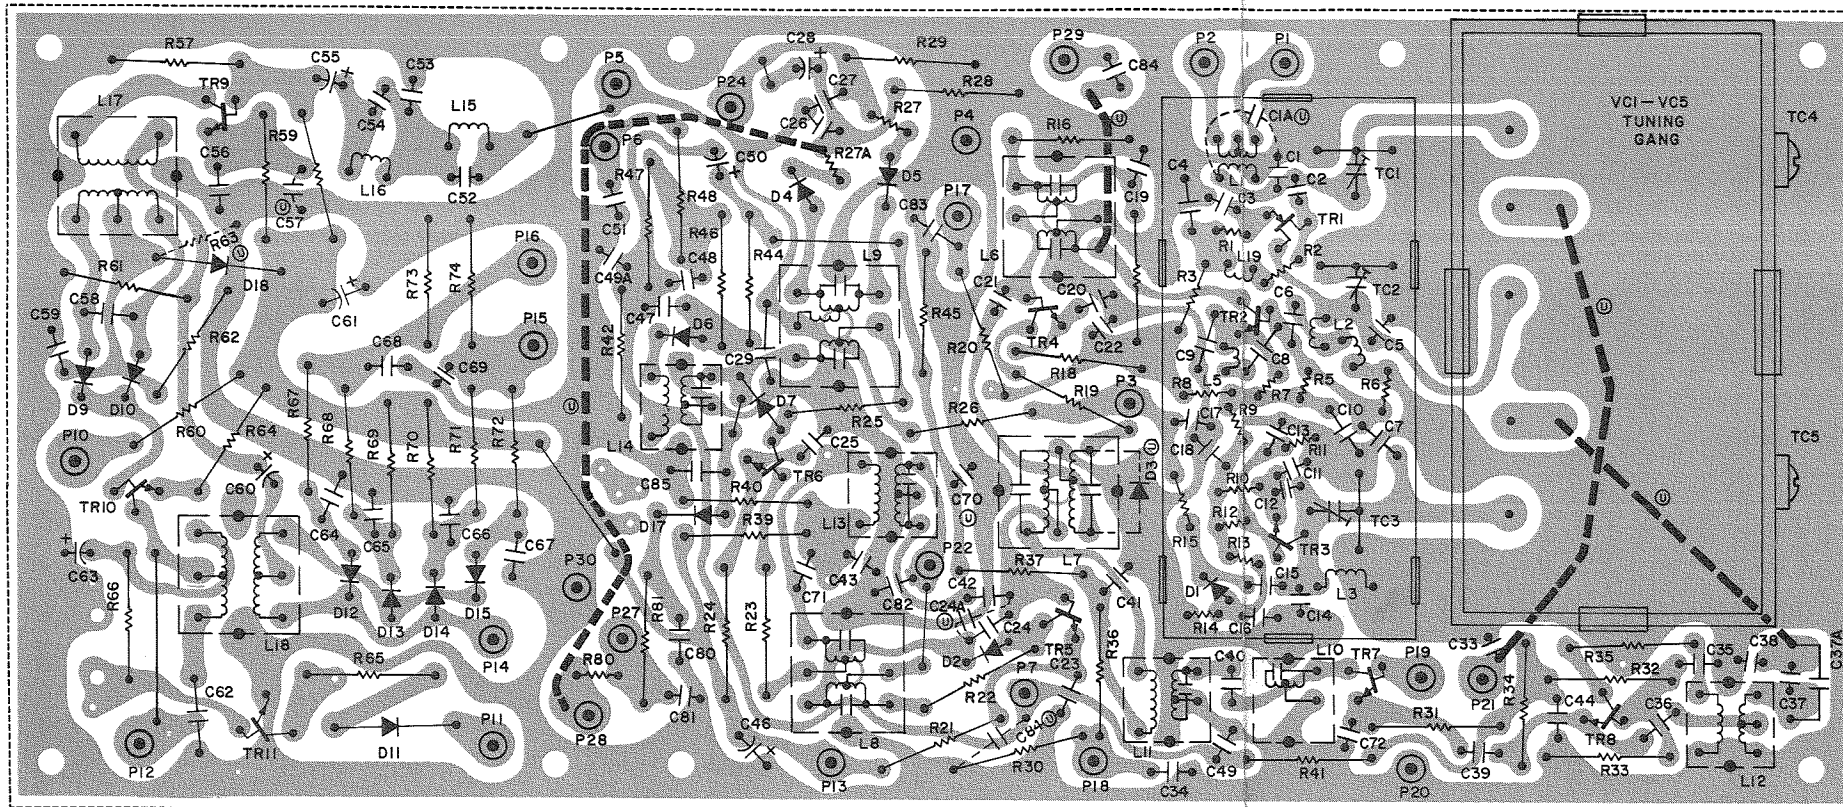 R57
C55
C53
P5
P24
C28
C27
R29
R28
P29
C84
P2
P1
C1A Ⓤ
VC1—VC5
TUNING
GANG
TC4
TR9
L17
R59
C54
L15
P6
C26
R27
P4
R16
Ⓤ
C56
L16
C52
R47
C50
R27A
D5
C19
C4
C1
L1
C2
TC1
C57
Ⓤ
R48
D4
C83
P17
C3
TR1
R63
Ⓤ
P16
C51
R46
R44
L9
L6
R1
R2
L19
R61
D18
R73
R74
C49A
C48
C21
C20
R3
TC2
C58
C61
C47
C6
C59
R62
P15
R42
D6
R45
R20
TR4
C22
TR2
L2
C5
Ⓤ
C68
C69
C29
R18
C9
C8
D9
D10
R67
R19
P3
R8
L5
R7
R5
R6
Ⓤ
R60
R64
R68
R69
R70
R71
R72
D7
R25
R26
C17
R9
C10
P10
L14
C25
C18
C13
R11
C7
TC5
D3 Ⓤ
C60
C85
TR6
C70
Ⓤ
R10
C11
Ⓤ
TR10
R40
L13
C12
D17
R39
R12
TC3
C64
C65
C66
C67
R15
R13
TR3
C63
P30
C43
P22
R37
L7
R66
C71
C82
C42
C41
D1
C15
L3
D12
D13
D14
D15
P27
R81
R24
R23
C24A
Ⓤ
C24
R14
C16
C14
L18
P14
C80
TR5
R36
C33
C37A
R65
R80
D2
P7
C23
C40
L10
TR7
P19
R35
R32
C35
C38
C62
C81
R22
P21
R34
C37
P28
C46
R21
C84 Ⓤ
R31
C44
C36
TR11
D11
P11
L8
L11
C72
TR8
P12
P13
R30
P18
C34
C49
R41
P20
C39
R33
L12